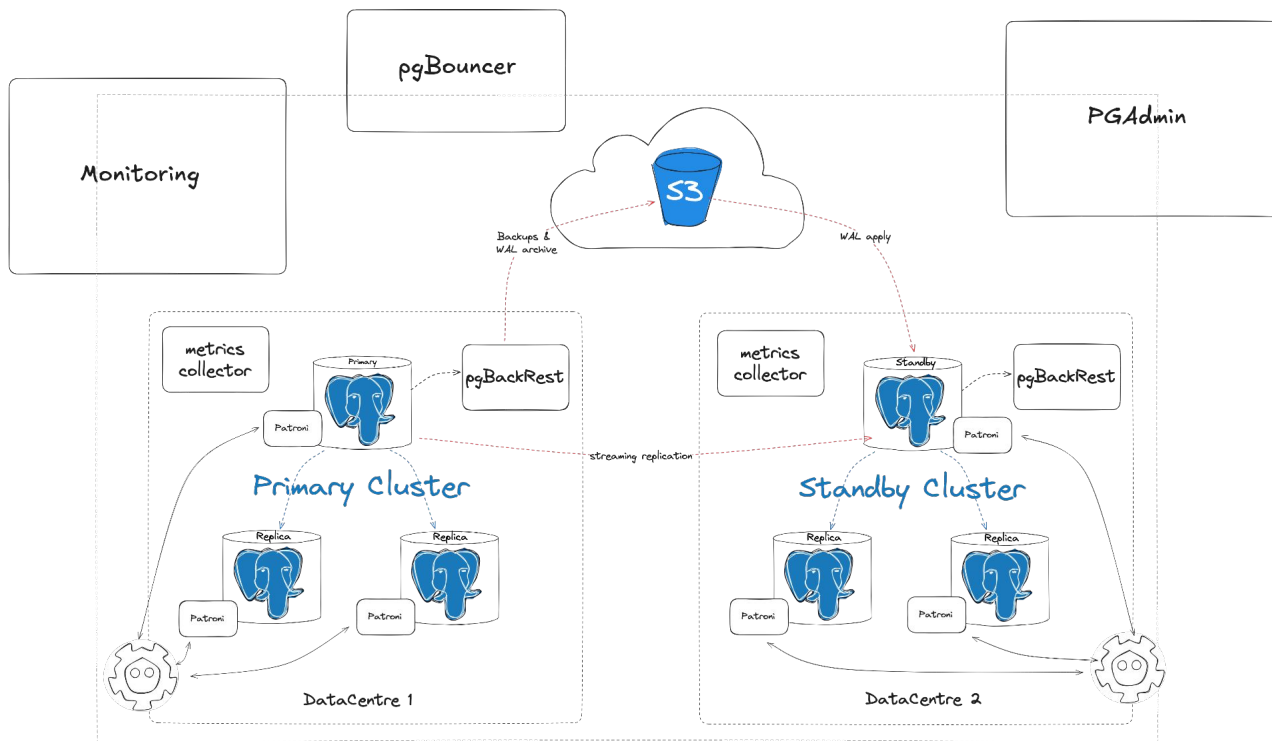 pgBouncer
PGAdmin
Monitoring
S3
Backups &
WAL archive
WAL apply
metrics
collector
Primary
pgBackRest
Patroni
streaming replication
Primary Cluster
Replica
Replica
Patroni
Patroni
DataCentre 1
metrics
collector
Standby
pgBackRest
Patroni
Standby Cluster
Replica
Replica
Patroni
Patroni
DataCentre 2